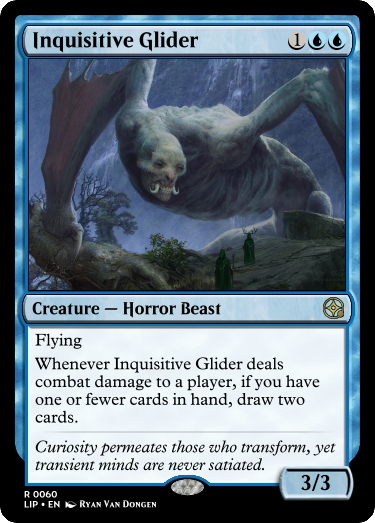 Inquisitive Glider 1
Creature — Horror Beast
Flying
Whenever Inquisitive Glider deals
combat damage to a player, if you have
one or fewer cards in hand, draw two
cards.
Curiosity permeates those who transform, yet
transient minds are never satiated.
3/3
R 0060
LIP • EN Ryan Van Dongen